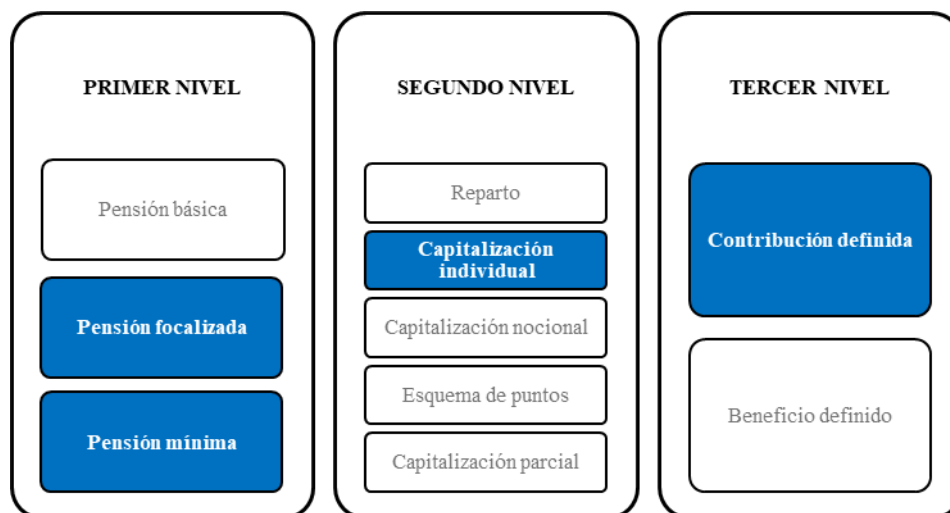 PRIMER NIVEL
Pensión básica
Pensión focalizada
Pensión mínima
SEGUNDO NIVEL
Reparto
Capitalización
individual
Capitalización nocional
Esquema de puntos
Capitalización parcial
TERCER NIVEL
Contribución definida
Beneficio definido